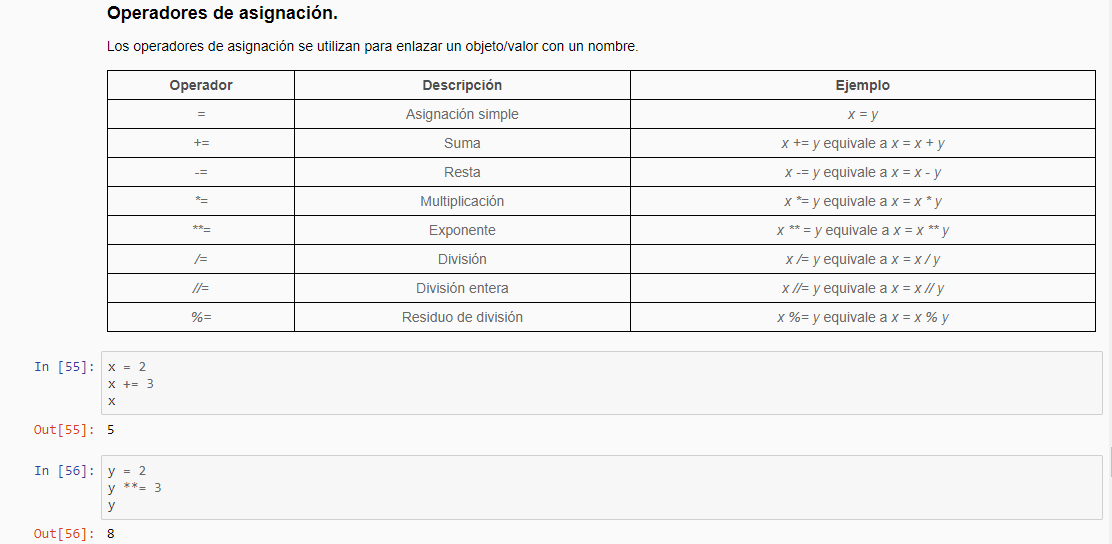 Operadores de asignación.
Los operadores de asignación se utilizan para enlazar un objeto/valor con un nombre.
Operador Descripción Ejemplo
= Asignación simple x = y
+= Suma x += y equivale a x = x + y
-= Resta x -= y equivale a x = x - y
*= Multiplicación x *= y equivale a x = x * y
**= Exponente x ** = y equivale a x = x ** y
/= División x /= y equivale a x = x / y
//= División entera x //= y equivale a x = x // y
%= Residuo de división x %= y equivale a x = x % y
In [55]: x = 2
x += 3
x
Out[55]: 5
In [56]: y = 2
y **= 3
y
Out[56]: 8